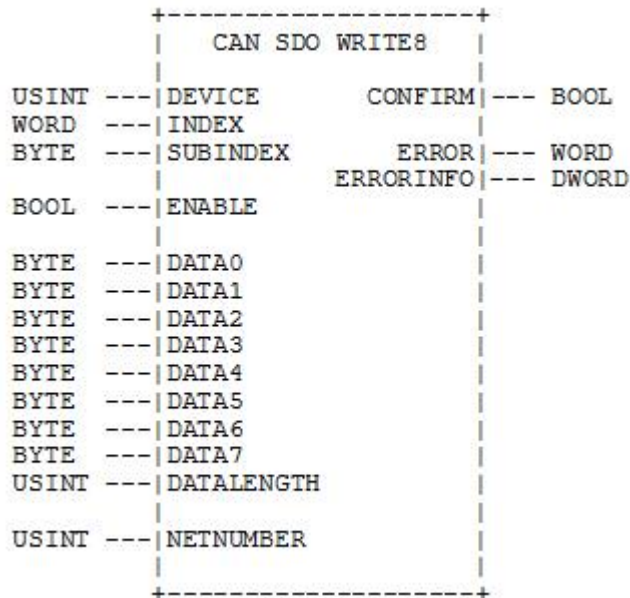 +---------------------+
| CAN SDO WRITE8 |
USINT ---|DEVICE CONFIRM|--- BOOL
WORD ---|INDEX |
BYTE ---|SUBINDEX ERROR|--- WORD
| ERRORINFO|--- DWORD
BOOL ---|ENABLE |
| |
BYTE ---|DATA0 |
BYTE ---|DATA1 |
BYTE ---|DATA2 |
BYTE ---|DATA3 |
BYTE ---|DATA4 |
BYTE ---|DATA5 |
BYTE ---|DATA6 |
BYTE ---|DATA7 |
USINT ---|DATALENGTH |
| |
USINT ---|NETNUMBER |
| |
+---------------------+